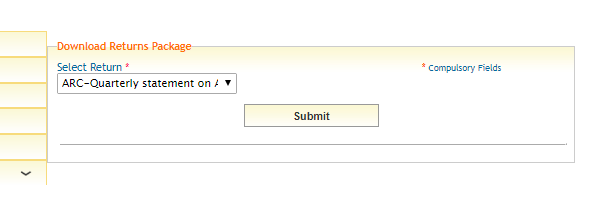 Download Returns Package
Select Return *
* Compulsory Fields
ARC-Quarterly statement on
Submit